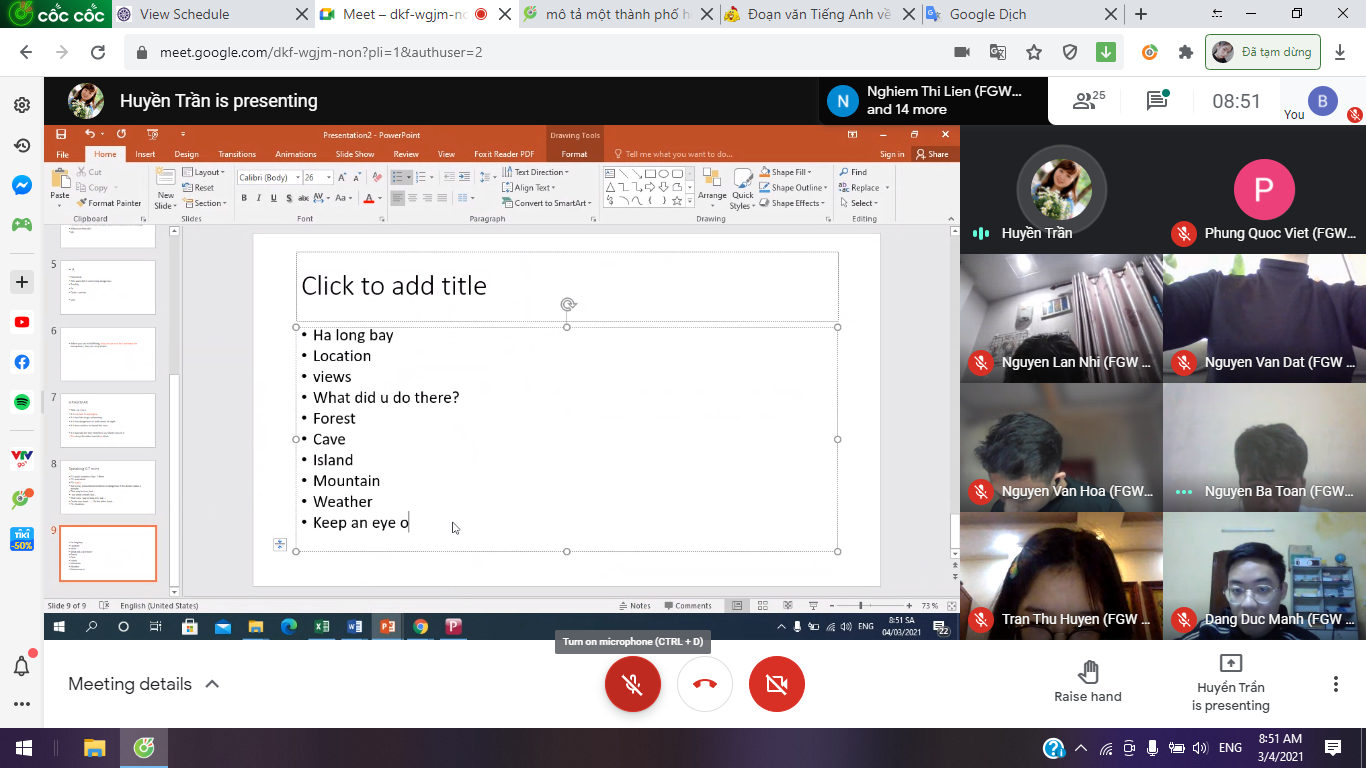 CỐC CỐC
View Schedule
Meet – dkf-wgjm-no
mô tả một thành phố h
Đoạn văn Tiếng Anh về
Google Dịch
meet.google.com/dkf-wgjm-non?pli=1&authuser=2
Đã tạm dừng
Huyền Trần is presenting
N
Nghiem Thi Lien (FGW...
and 14 more
25
08:51
You
B
Presentation2 - PowerPoint
Drawing Tools
File
Home
Insert
Design
Transitions
Animations
Slide Show
Review
View
Foxit Reader PDF
Format
Tell me what you want to do...
Sign in
Share
Paste
Cut
Copy
Format Painter
Clipboard
New
Slide
Layout
Reset
Section
Slides
Calibri (Body)
26
Font
Paragraph
Text Direction
Align Text
Convert to SmartArt
Arrange
Quick
Styles
Shape Fill
Shape Outline
Shape Effects
Drawing
Find
Replace
Select
Editing
5
6
7
8
Speaking 5-7 mins
9
Click to add title
• Ha long bay
• Location
• views
• What did u do there?
• Forest
• Cave
• Island
• Mountain
• Weather
• Keep an eye o
Slide 9 of 9
English (United States)
Notes
Comments
73 %
ENG
8:51 SA
04/03/2021
22
Huyền Trần
P
Phung Quoc Viet (FGW...
Nguyen Lan Nhi (FGW ...
Nguyen Van Dat (FGW ...
Nguyen Van Hoa (FGW...
Nguyen Ba Toan (FGW...
Tran Thu Huyen (FGW ...
Dang Duc Manh (FGW ...
VTV
go
TIKI
-50%
Turn on microphone (CTRL + D)
Meeting details
Raise hand
Huyền Trần
is presenting
ENG
8:51 AM
3/4/2021